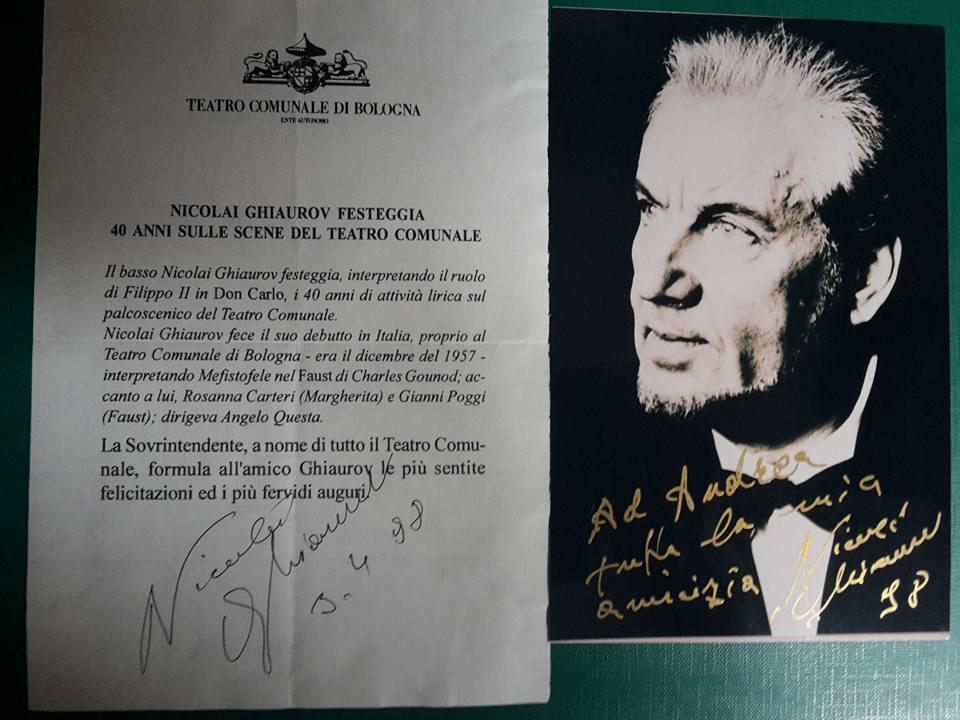 TEATRO COMUNALE DI BOLOGNA
ENTE AUTONOMO
NICOLAI GHIAUROV FESTEGGIA
40 ANNI SULLE SCENE DEL TEATRO COMUNALE
Il basso Nicolai Ghiaurov festeggia, interpretando il ruolo
di Filippo II in Don Carlo, i 40 anni di attività lirica sul
palcoscenico del Teatro Comunale.
Nicolai Ghiaurov fece il suo debutto in Italia, proprio al
Teatro Comunale di Bologna - era il dicembre del 1957 -
interpretando Mefistofele nel Faust di Charles Gounod; ac-
canto a lui, Rosanna Carteri (Margherita) e Gianni Poggi
(Faust); dirigeva Angelo Questa.
La Sovrintendente, a nome di tutto il Teatro Comu-
nale, formula all'amico Ghiaurov le più sentite
felicitazioni ed i più fervidi auguri
Nicolai
Ghiaurov
98
Ad Andrea
tutta la mia
amicizia Nicolai
Ghiaurov
98